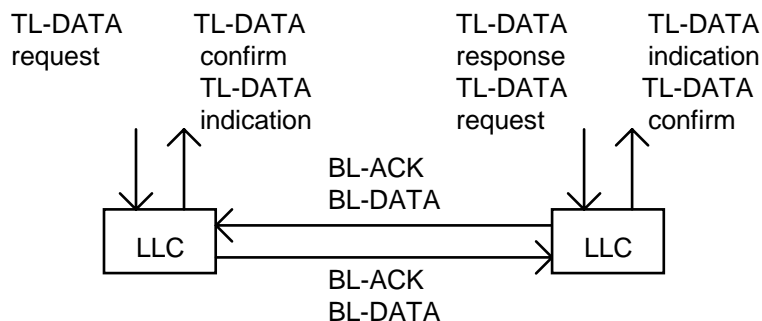 TL-DATA
request
TL-DATA
confirm
TL-DATA
indication
TL-DATA
response
TL-DATA
request
TL-DATA
indication
TL-DATA
confirm
BL-ACK
BL-DATA
LLC
LLC
BL-ACK
BL-DATA